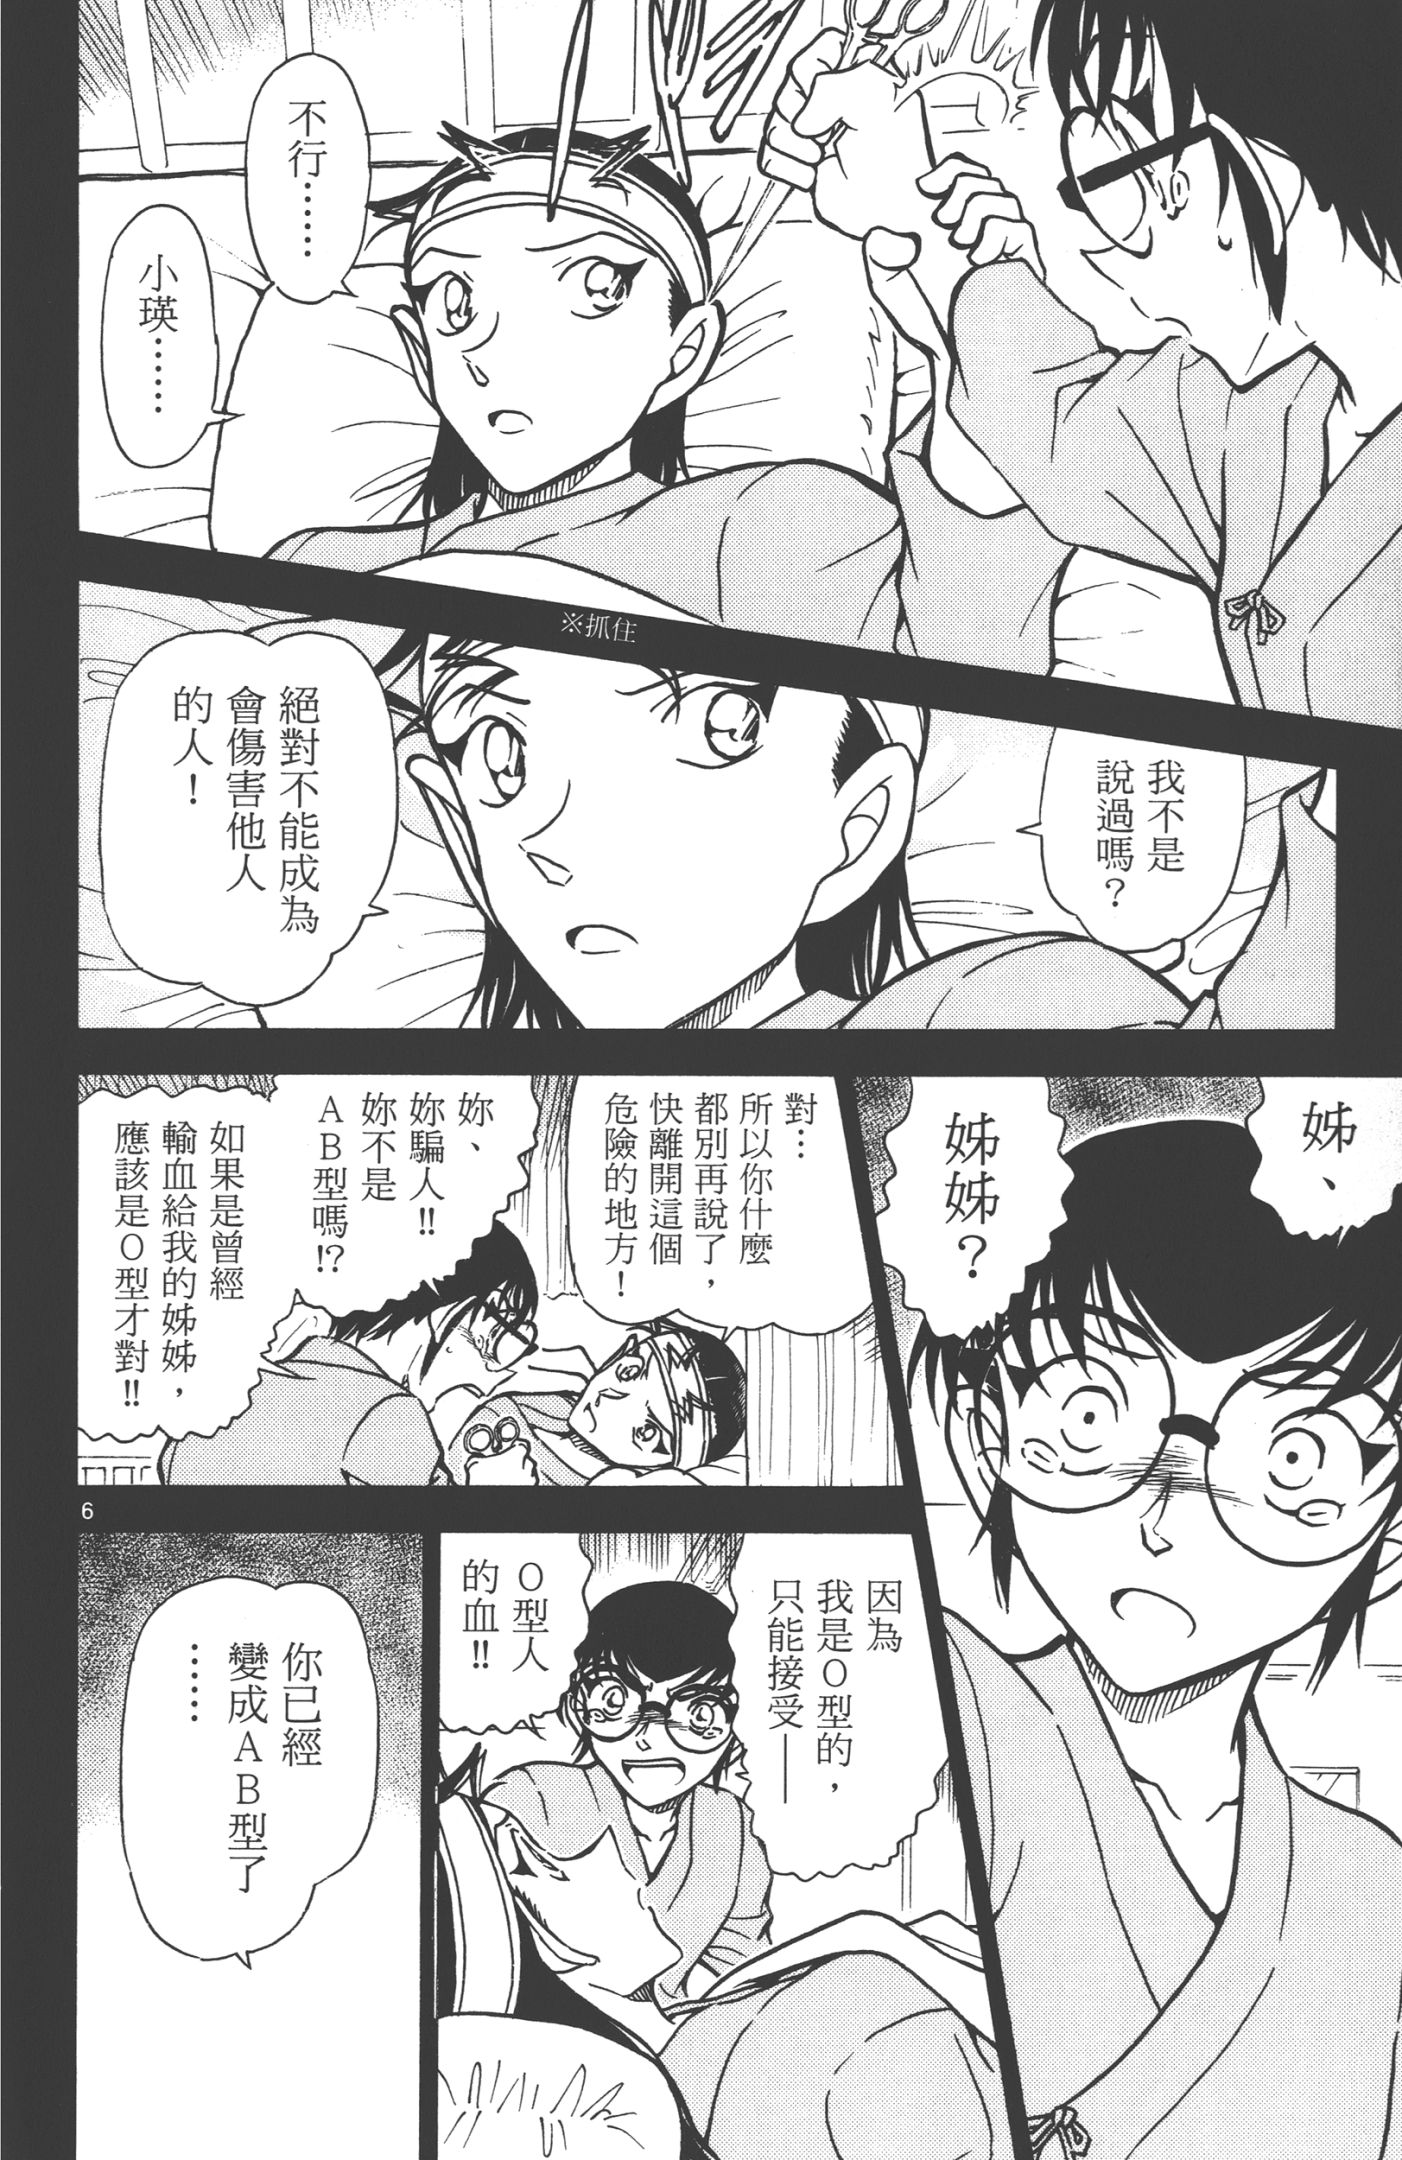 不行……
小瑛……
※抓住
我不是
說過嗎？
絕對不能成為
會傷害他人
的人！
姊、
姊姊？
對…
所以你什麼
都別再說了，
快離開這個
危險的地方！
妳、
妳騙人!!
妳不是
ＡＢ型嗎!?
如果是曾經
輸血給我的姊姊，
應該是Ｏ型才對!!
因為
我是Ｏ型的，
只能接受──
Ｏ型人
的血!!
你已經
變成ＡＢ型了
……
6